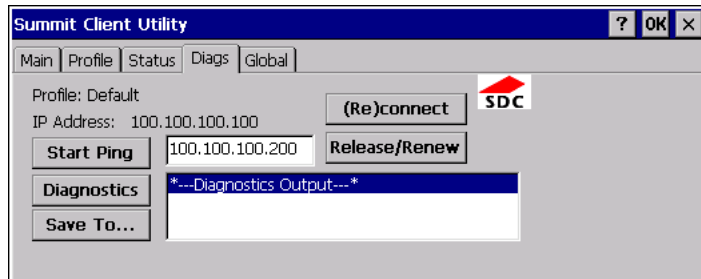 Summit Client Utility ? OK ×
Main Profile Status Diags Global
Profile: Default
(Re)connect
SDC
IP Address: 100.100.100.100
Start Ping 100.100.100.200 Release/Renew
Diagnostics *---Diagnostics Output---*
Save To...